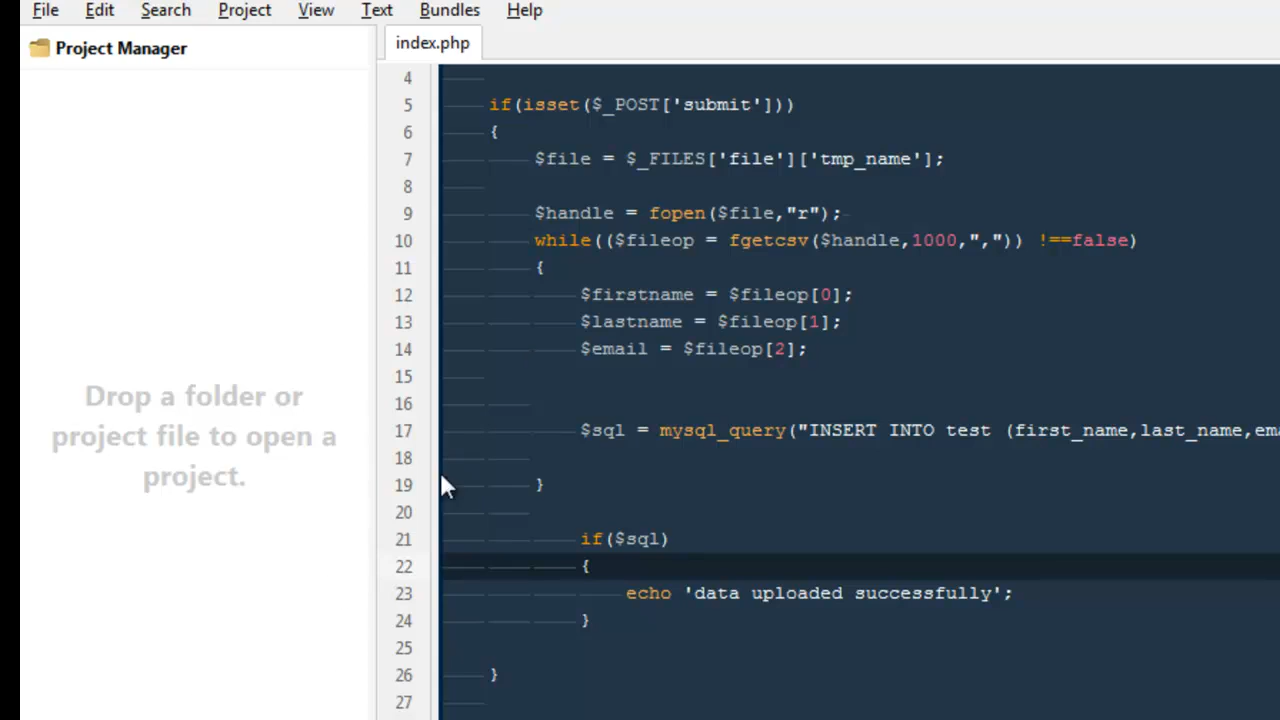 File Edit Search Project View Text Bundles Help
Project Manager
index.php
Drop a folder or
project file to open a
project.
4
5 if(isset($_POST['submit']))
6 {
7 $file = $_FILES['file']['tmp_name'];
8
9 $handle = fopen($file,"r");
10 while(($fileop = fgetcsv($handle,1000,",")) !==false)
11 {
12 $firstname = $fileop[0];
13 $lastname = $fileop[1];
14 $email = $fileop[2];
15
16
17 $sql = mysql_query("INSERT INTO test (first_name,last_name,ema
18
19 }
20
21 if($sql)
22 {
23 echo 'data uploaded successfully';
24 }
25
26 }
27